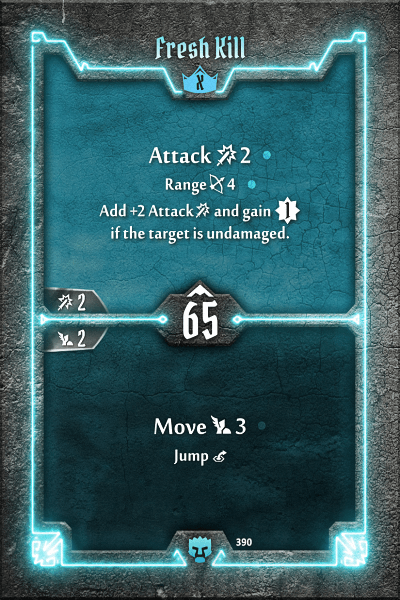 Fresh Kill
X
Attack 2
Range 4
Add +2 Attack and gain 1
if the target is undamaged.
2
65
2
Move 3
Jump
390